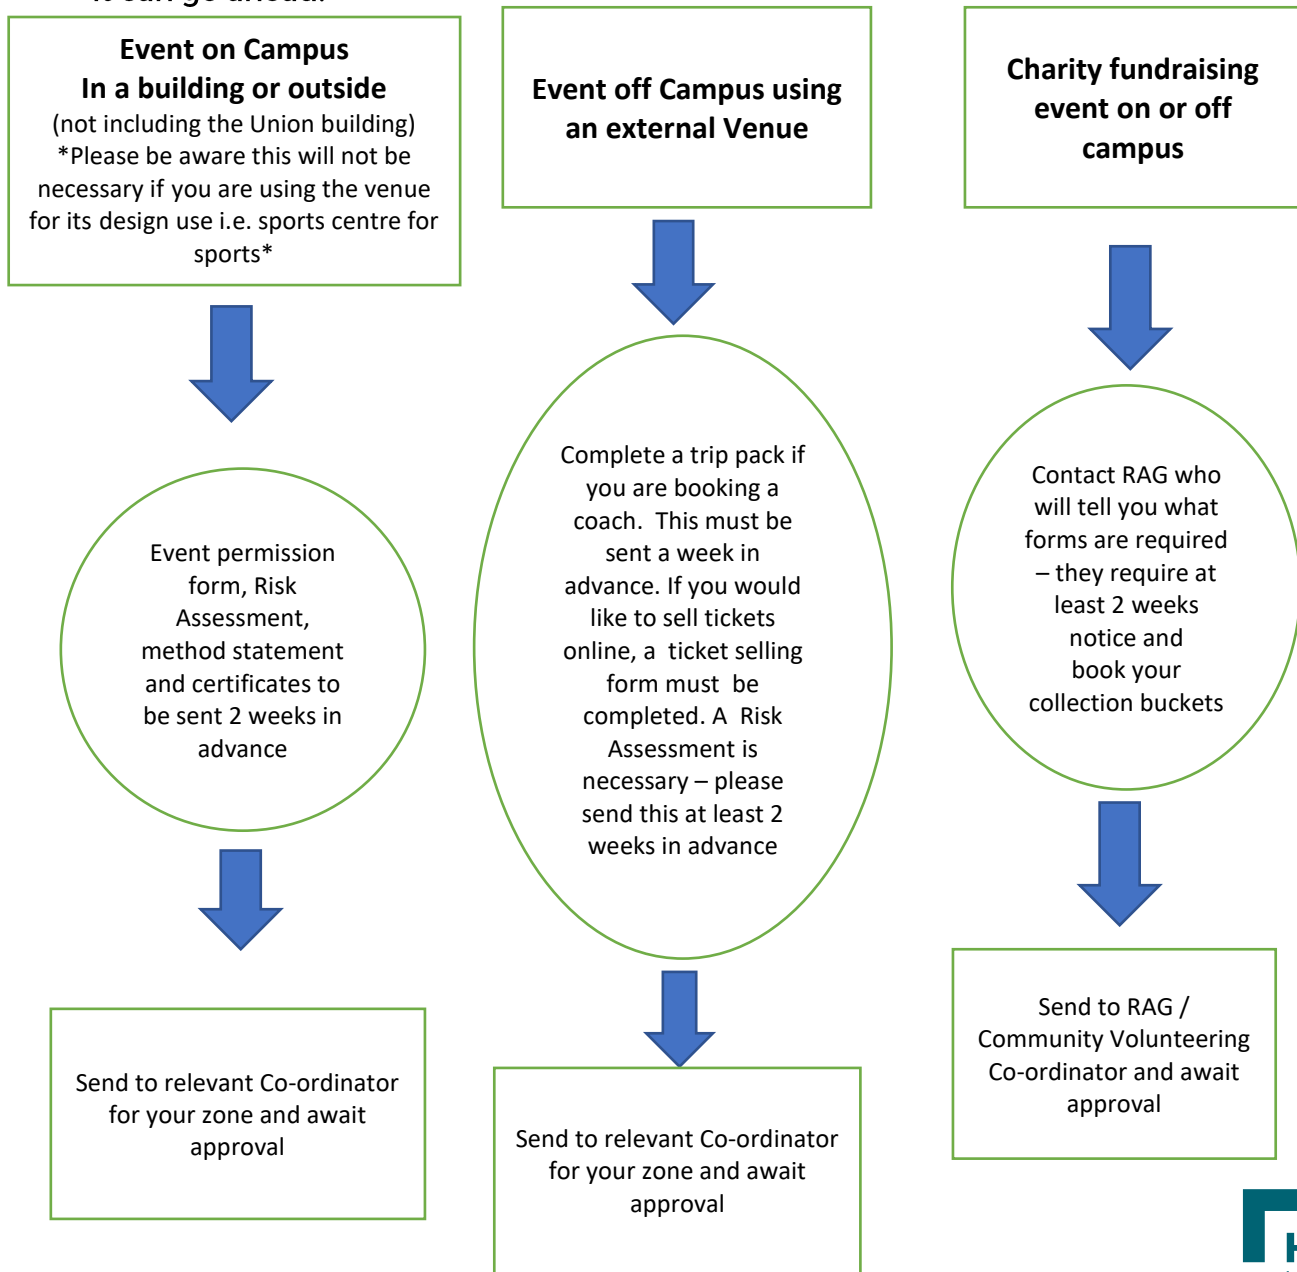 it can go ahead.
Event on Campus
In a building or outside
(not including the Union building)
*Please be aware this will not be
necessary if you are using the venue
for its design use i.e. sports centre for
sports*
Event permission
form, Risk
Assessment,
method statement
and certificates to
be sent 2 weeks in
advance
Send to relevant Co-ordinator
for your zone and await
approval
Event off Campus using
an external Venue
Complete a trip pack if
you are booking a
coach. This must be
sent a week in
advance. If you would
like to sell tickets
online, a ticket selling
form must be
completed. A Risk
Assessment is
necessary – please
send this at least 2
weeks in advance
Send to relevant Co-ordinator
for your zone and await
approval
Charity fundraising
event on or off
campus
Contact RAG who
will tell you what
forms are required
– they require at
least 2 weeks
notice and
book your
collection buckets
Send to RAG /
Community Volunteering
Co-ordinator and await
approval